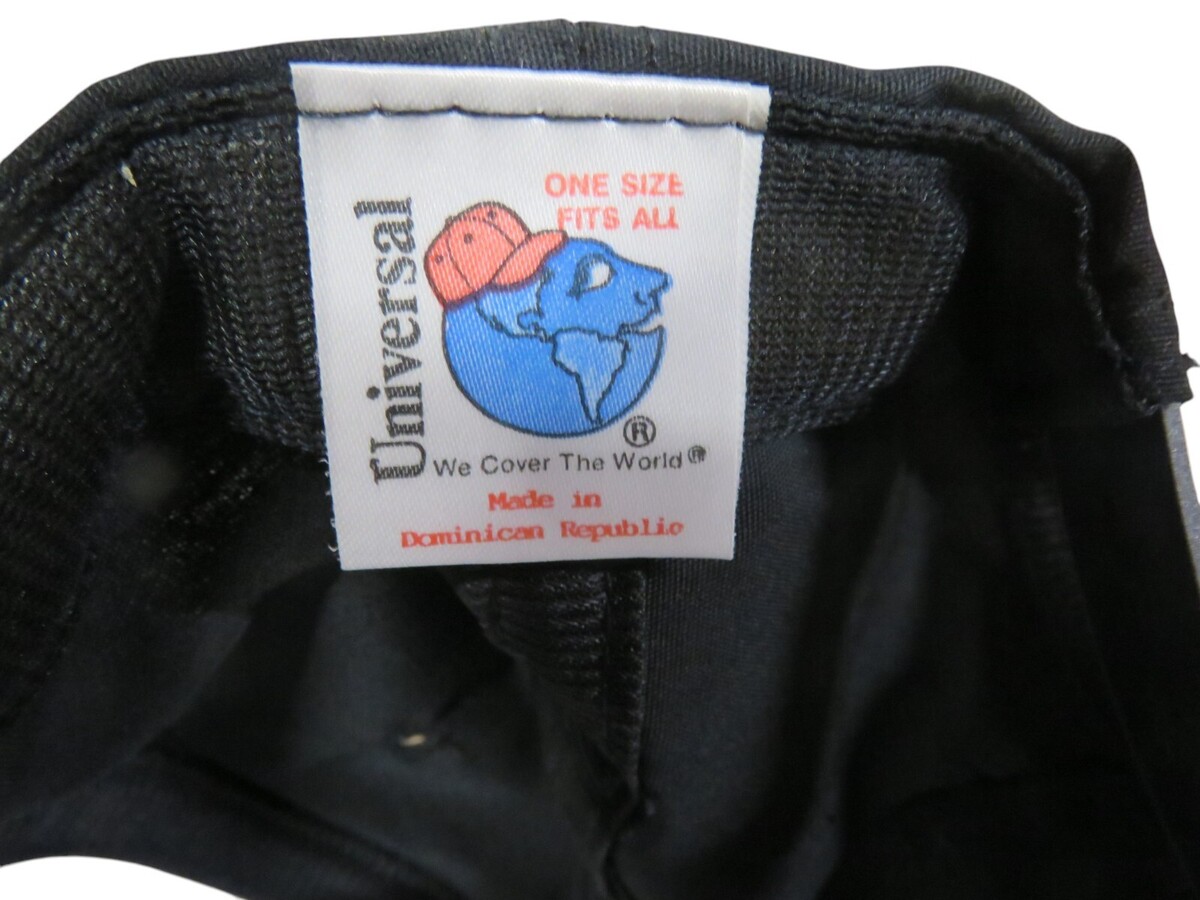 ONE SIZE
FITS ALL
Universal
®
We Cover The World®
Made in
Dominican Republic